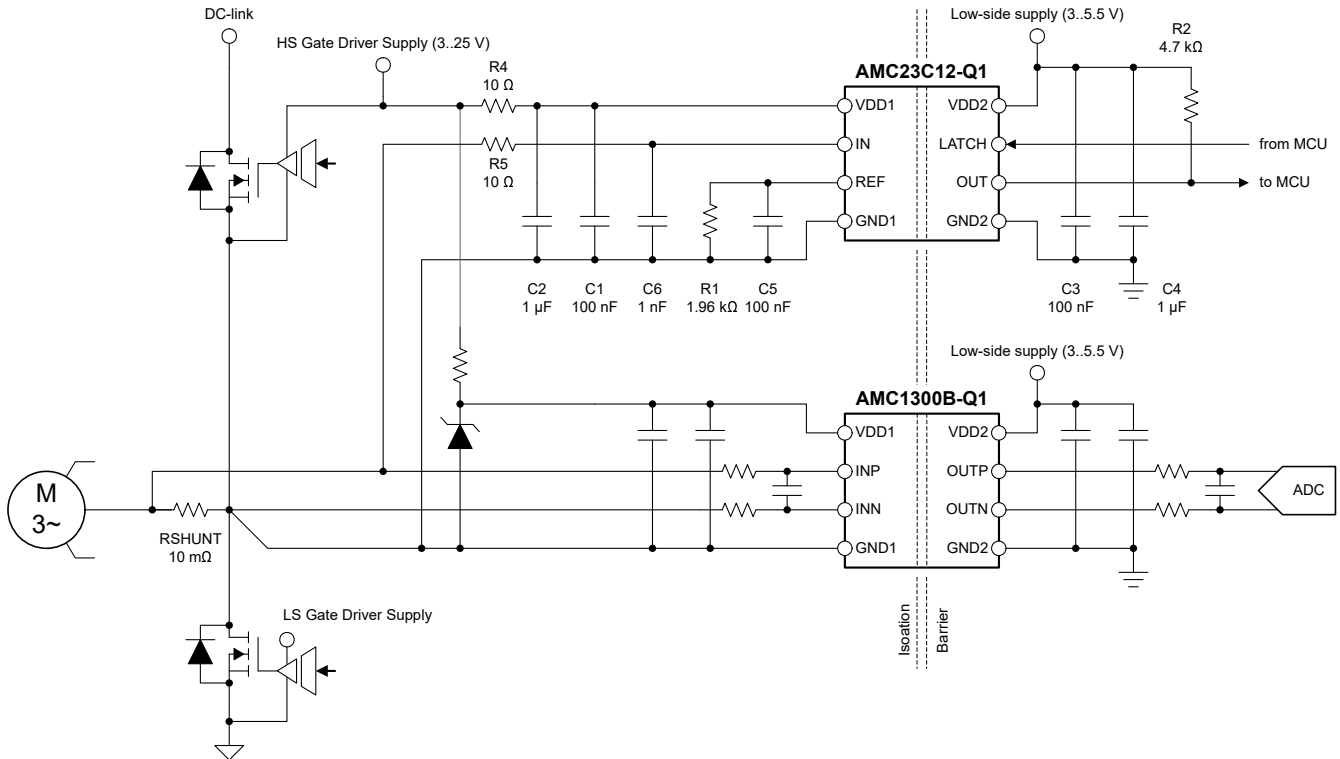 DC-link
HS Gate Driver Supply (3..25 V)
R4
10 Ω
R5
10 Ω
Low-side supply (3..5.5 V)
R2
4.7 kΩ
AMC23C12-Q1
VDD1
IN
REF
GND1
VDD2
LATCH
OUT
GND2
from MCU
to MCU
C2
1 µF
C1
100 nF
C6
1 nF
R1
1.96 kΩ
C5
100 nF
C3
100 nF
C4
1 µF
Low-side supply (3..5.5 V)
AMC1300B-Q1
VDD1
INP
INN
GND1
VDD2
OUTP
OUTN
GND2
ADC
M
3~
RSHUNT
10 mΩ
LS Gate Driver Supply
Isoation
Barrier